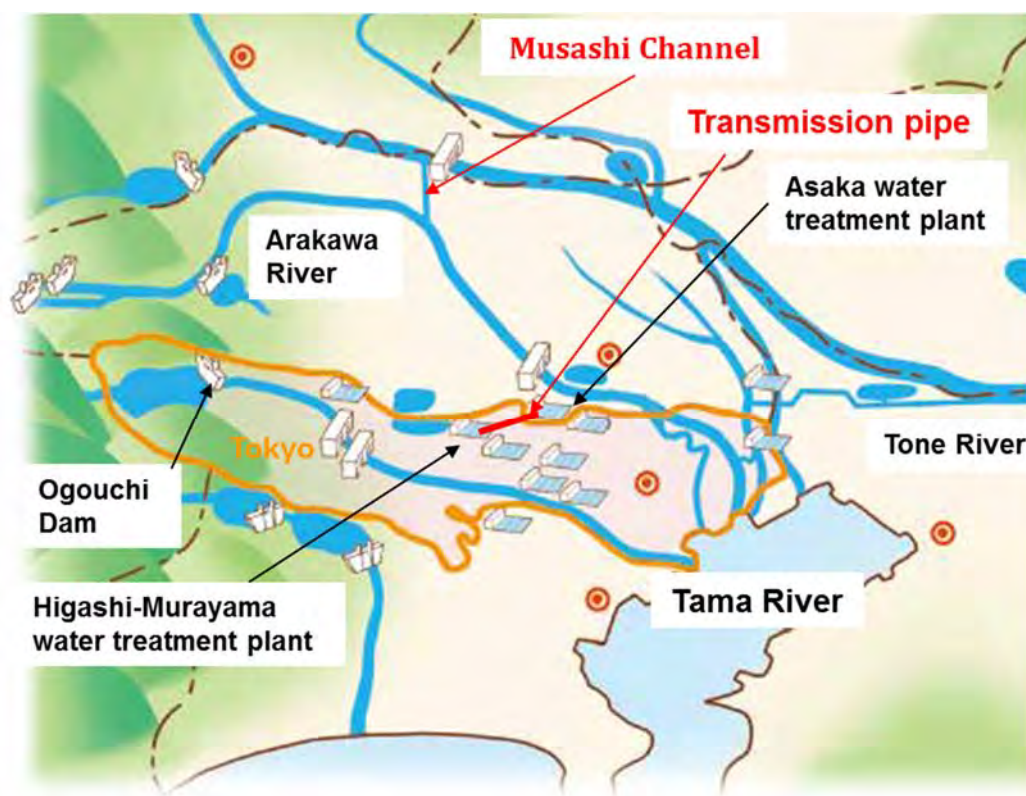 Musashi Channel
Transmission pipe
Asaka water
treatment plant
Arakawa
River
Tokyo
Tone River
Ogouchi
Dam
Higashi-Murayama
water treatment plant
Tama River